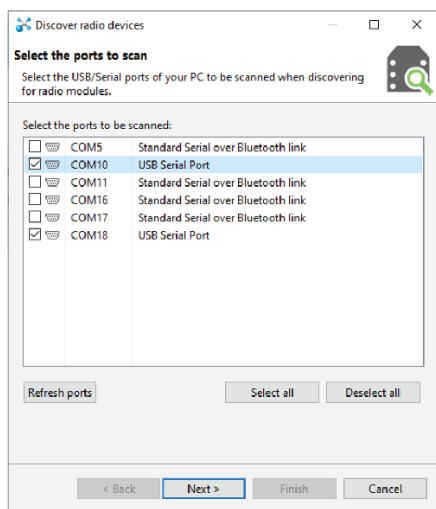 Discover radio devices
Select the ports to scan
Select the USB/Serial ports of your PC to be scanned when discovering
for radio modules.
Select the ports to be scanned:
COM5 Standard Serial over Bluetooth link
COM10 USB Serial Port
COM11 Standard Serial over Bluetooth link
COM16 Standard Serial over Bluetooth link
COM17 Standard Serial over Bluetooth link
COM18 USB Serial Port
Refresh ports Select all Deselect all
< Back Next > Finish Cancel